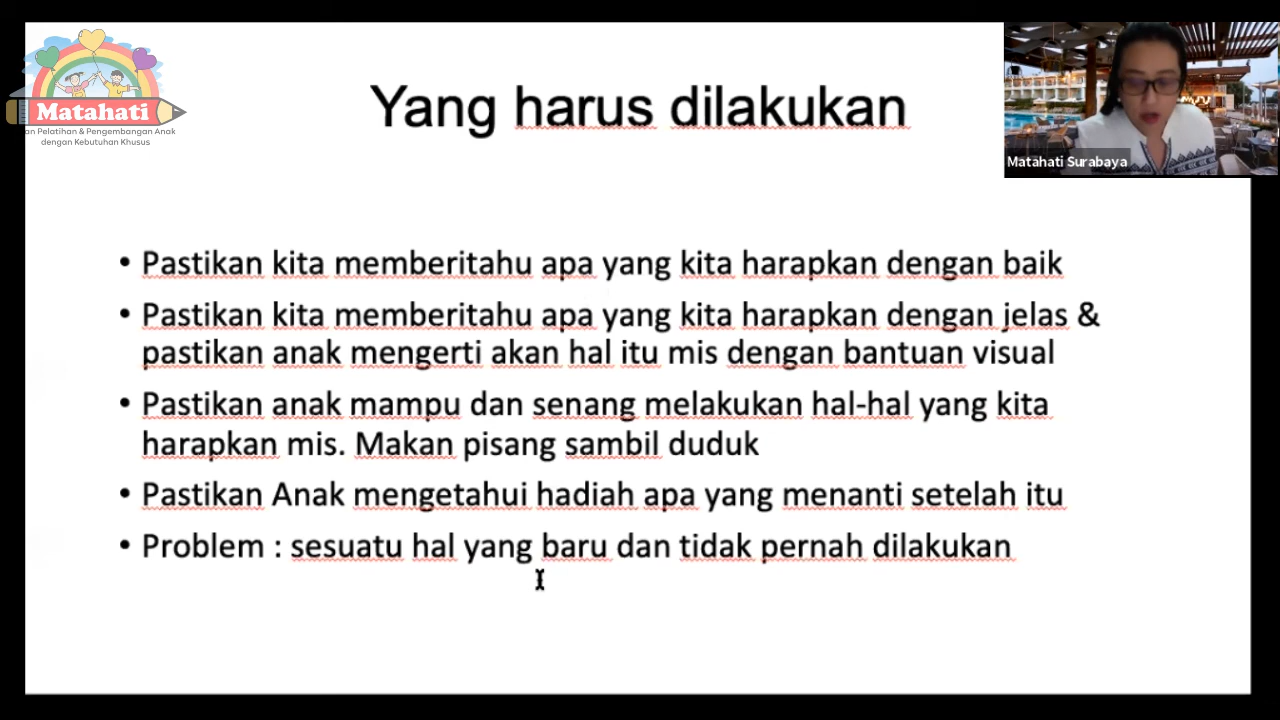 Matahati
an Pelatihan & Pengembangan Anak
dengan Kebutuhan Khusus
Yang harus dilakukan
Matahati Surabaya
• Pastikan kita memberitahu apa yang kita harapkan dengan baik
• Pastikan kita memberitahu apa yang kita harapkan dengan jelas &
pastikan anak mengerti akan hal itu mis dengan bantuan visual
• Pastikan anak mampu dan senang melakukan hal-hal yang kita
harapkan mis. Makan pisang sambil duduk
• Pastikan Anak mengetahui hadiah apa yang menanti setelah itu
• Problem : sesuatu hal yang baru dan tidak pernah dilakukan